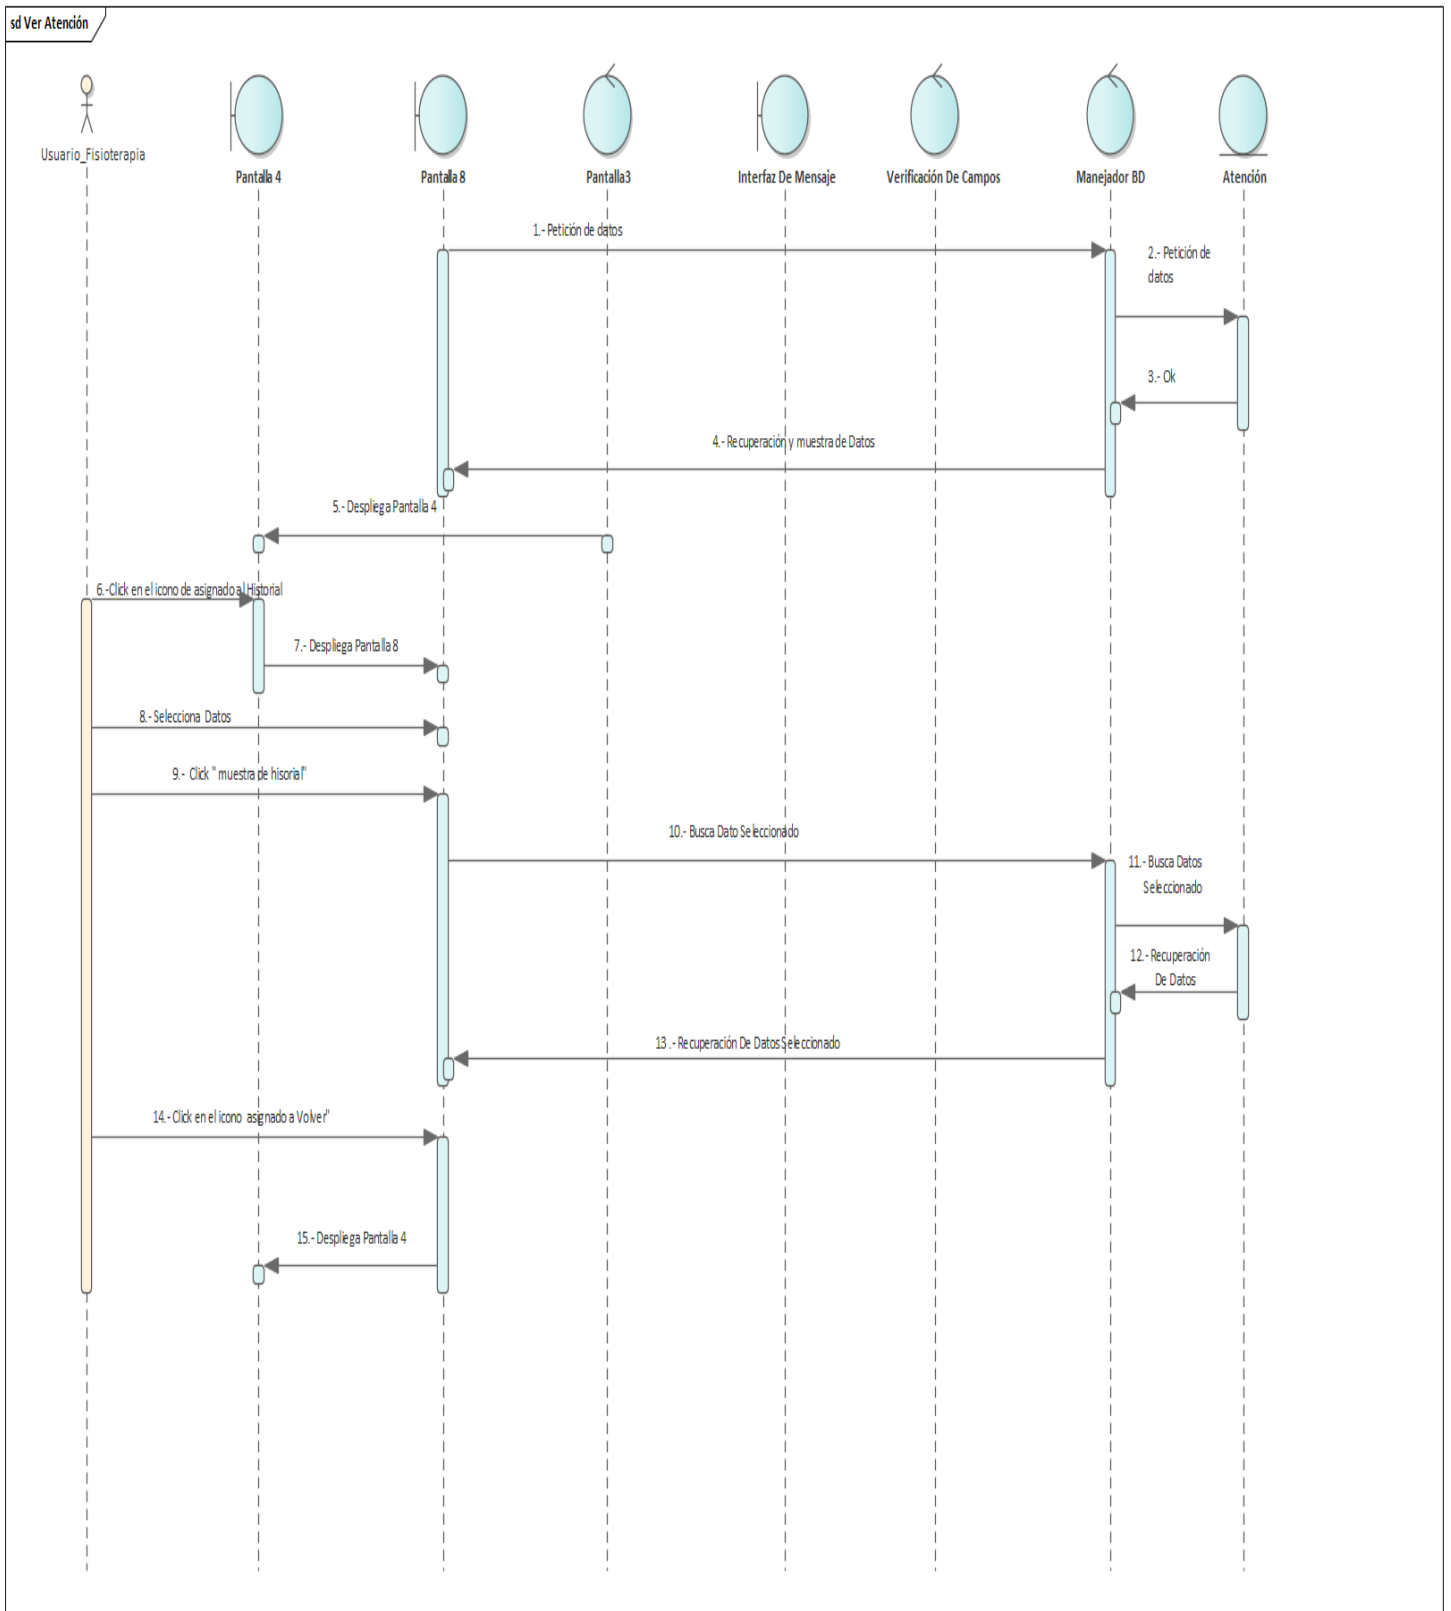 sd Ver Atención
Usuario_Fisioterapia
Pantalla 4
Pantalla 8
Pantalla3
Interfaz De Mensaje
Verificación De Campos
Manejador BD
Atención
1.- Petición de datos
2.- Petición de
datos
3.- Ok
4.- Recuperación y muestra de Datos
5.- Despliega Pantalla 4
6.-Click en el icono de asignado al Historial
7.- Despliega Pantalla 8
8.- Selecciona Datos
9.- Click " muestra de hisorial"
10.- Busca Dato Seleccionado
11.- Busca Datos
Seleccionado
12.- Recuperación
De Datos
13 .- Recuperación De Datos Seleccionado
14.- Click en el icono asignado a Volver"
15.- Despliega Pantalla 4